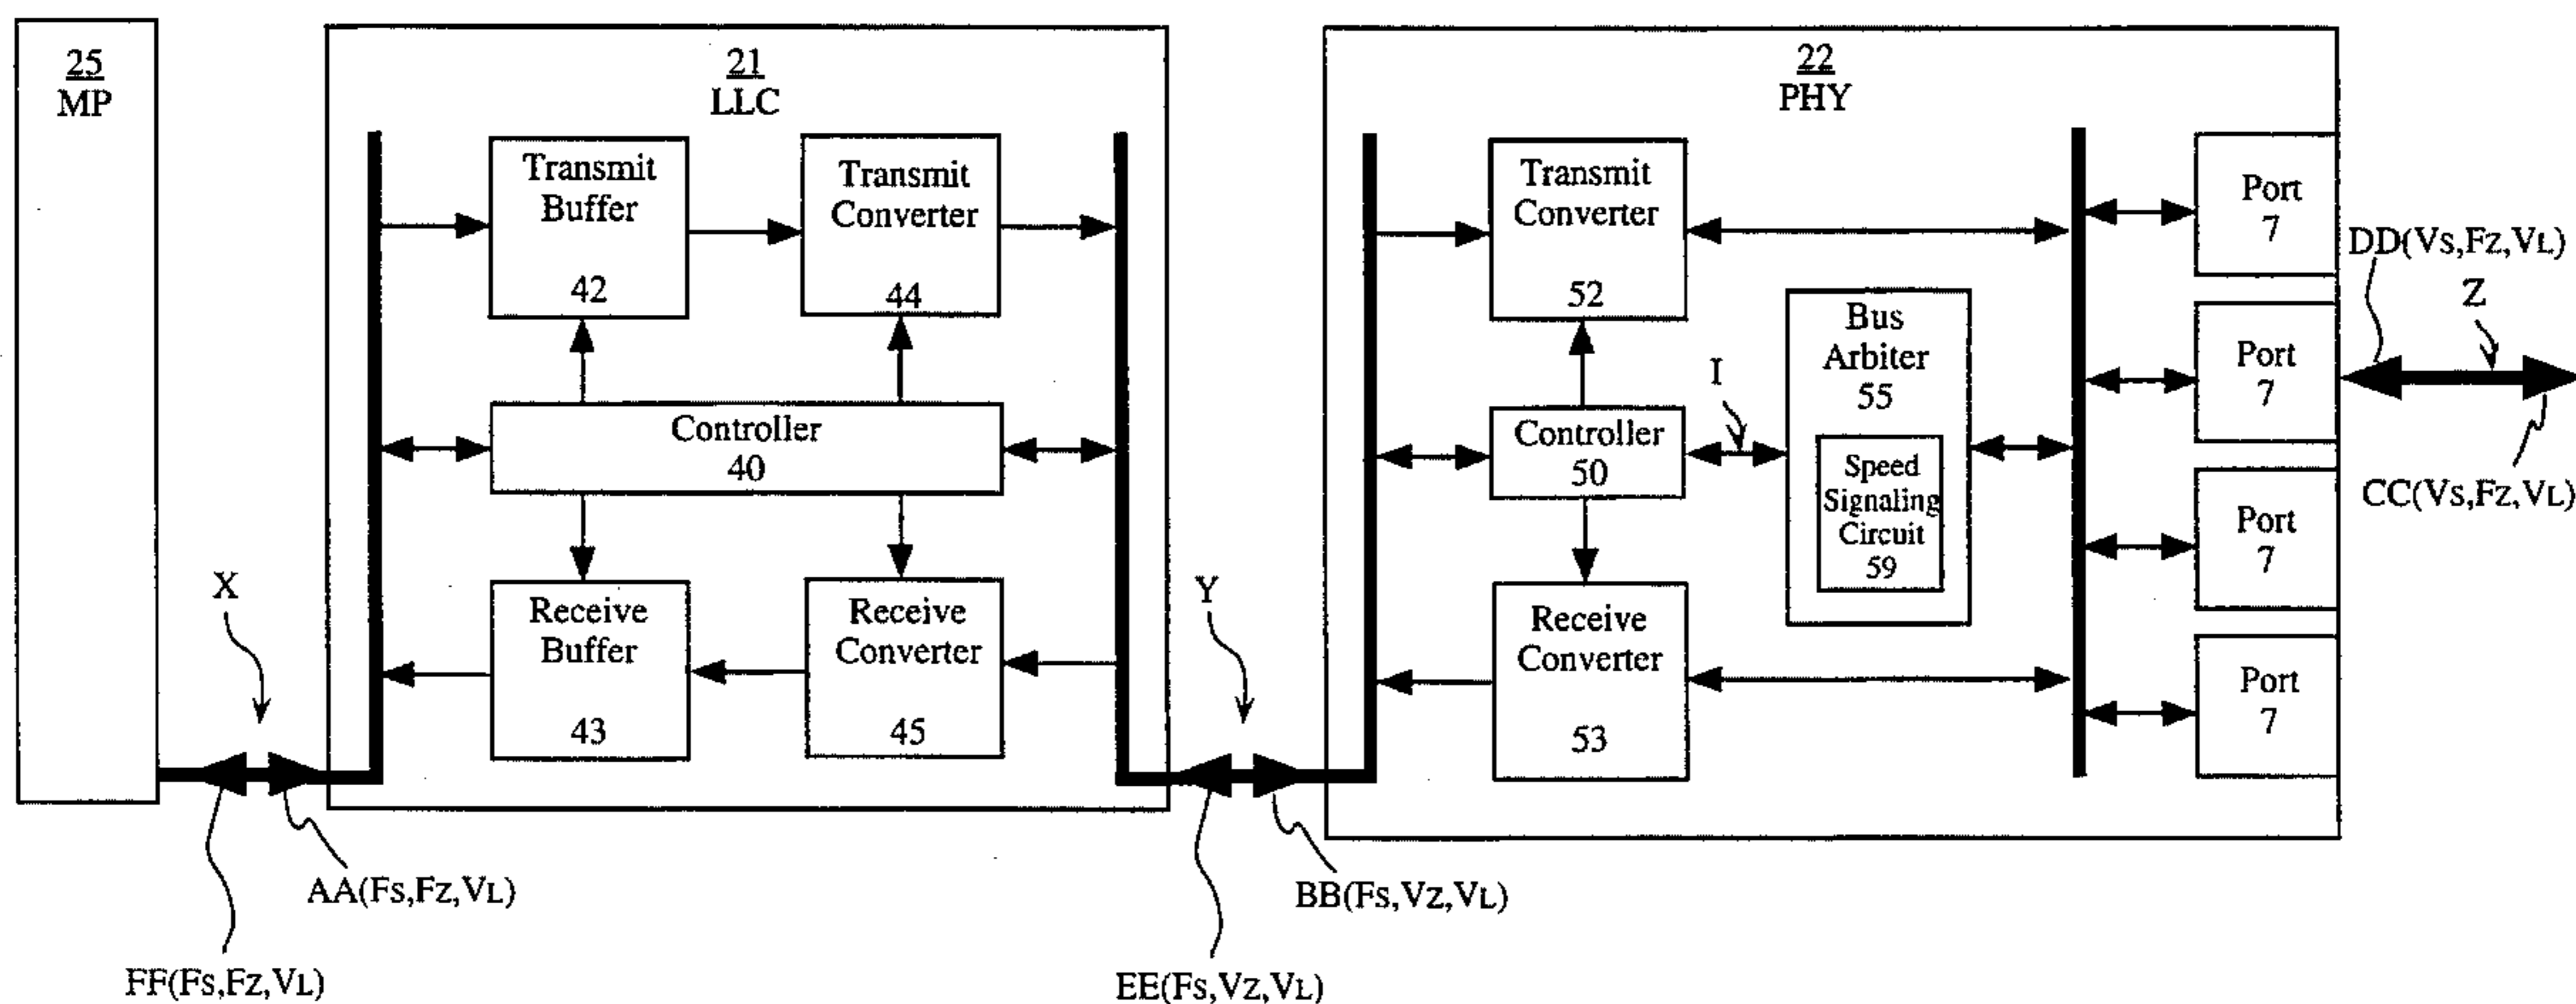 25
MP
21
LLC
Transmit
Buffer
42
Transmit
Converter
44
Controller
40
Receive
Buffer
43
Receive
Converter
45
X
AA(FS,FZ,VL)
FF(FS,FZ,VL)
Y
BB(FS,VZ,VL)
EE(FS,VZ,VL)
22
PHY
Transmit
Converter
52
Controller
50
I
Bus
Arbiter
55
Speed
Signaling
Circuit
59
Receive
Converter
53
Port
7
Port
7
Port
7
Port
7
DD(VS,FZ,VL)
Z
CC(VS,FZ,VL)